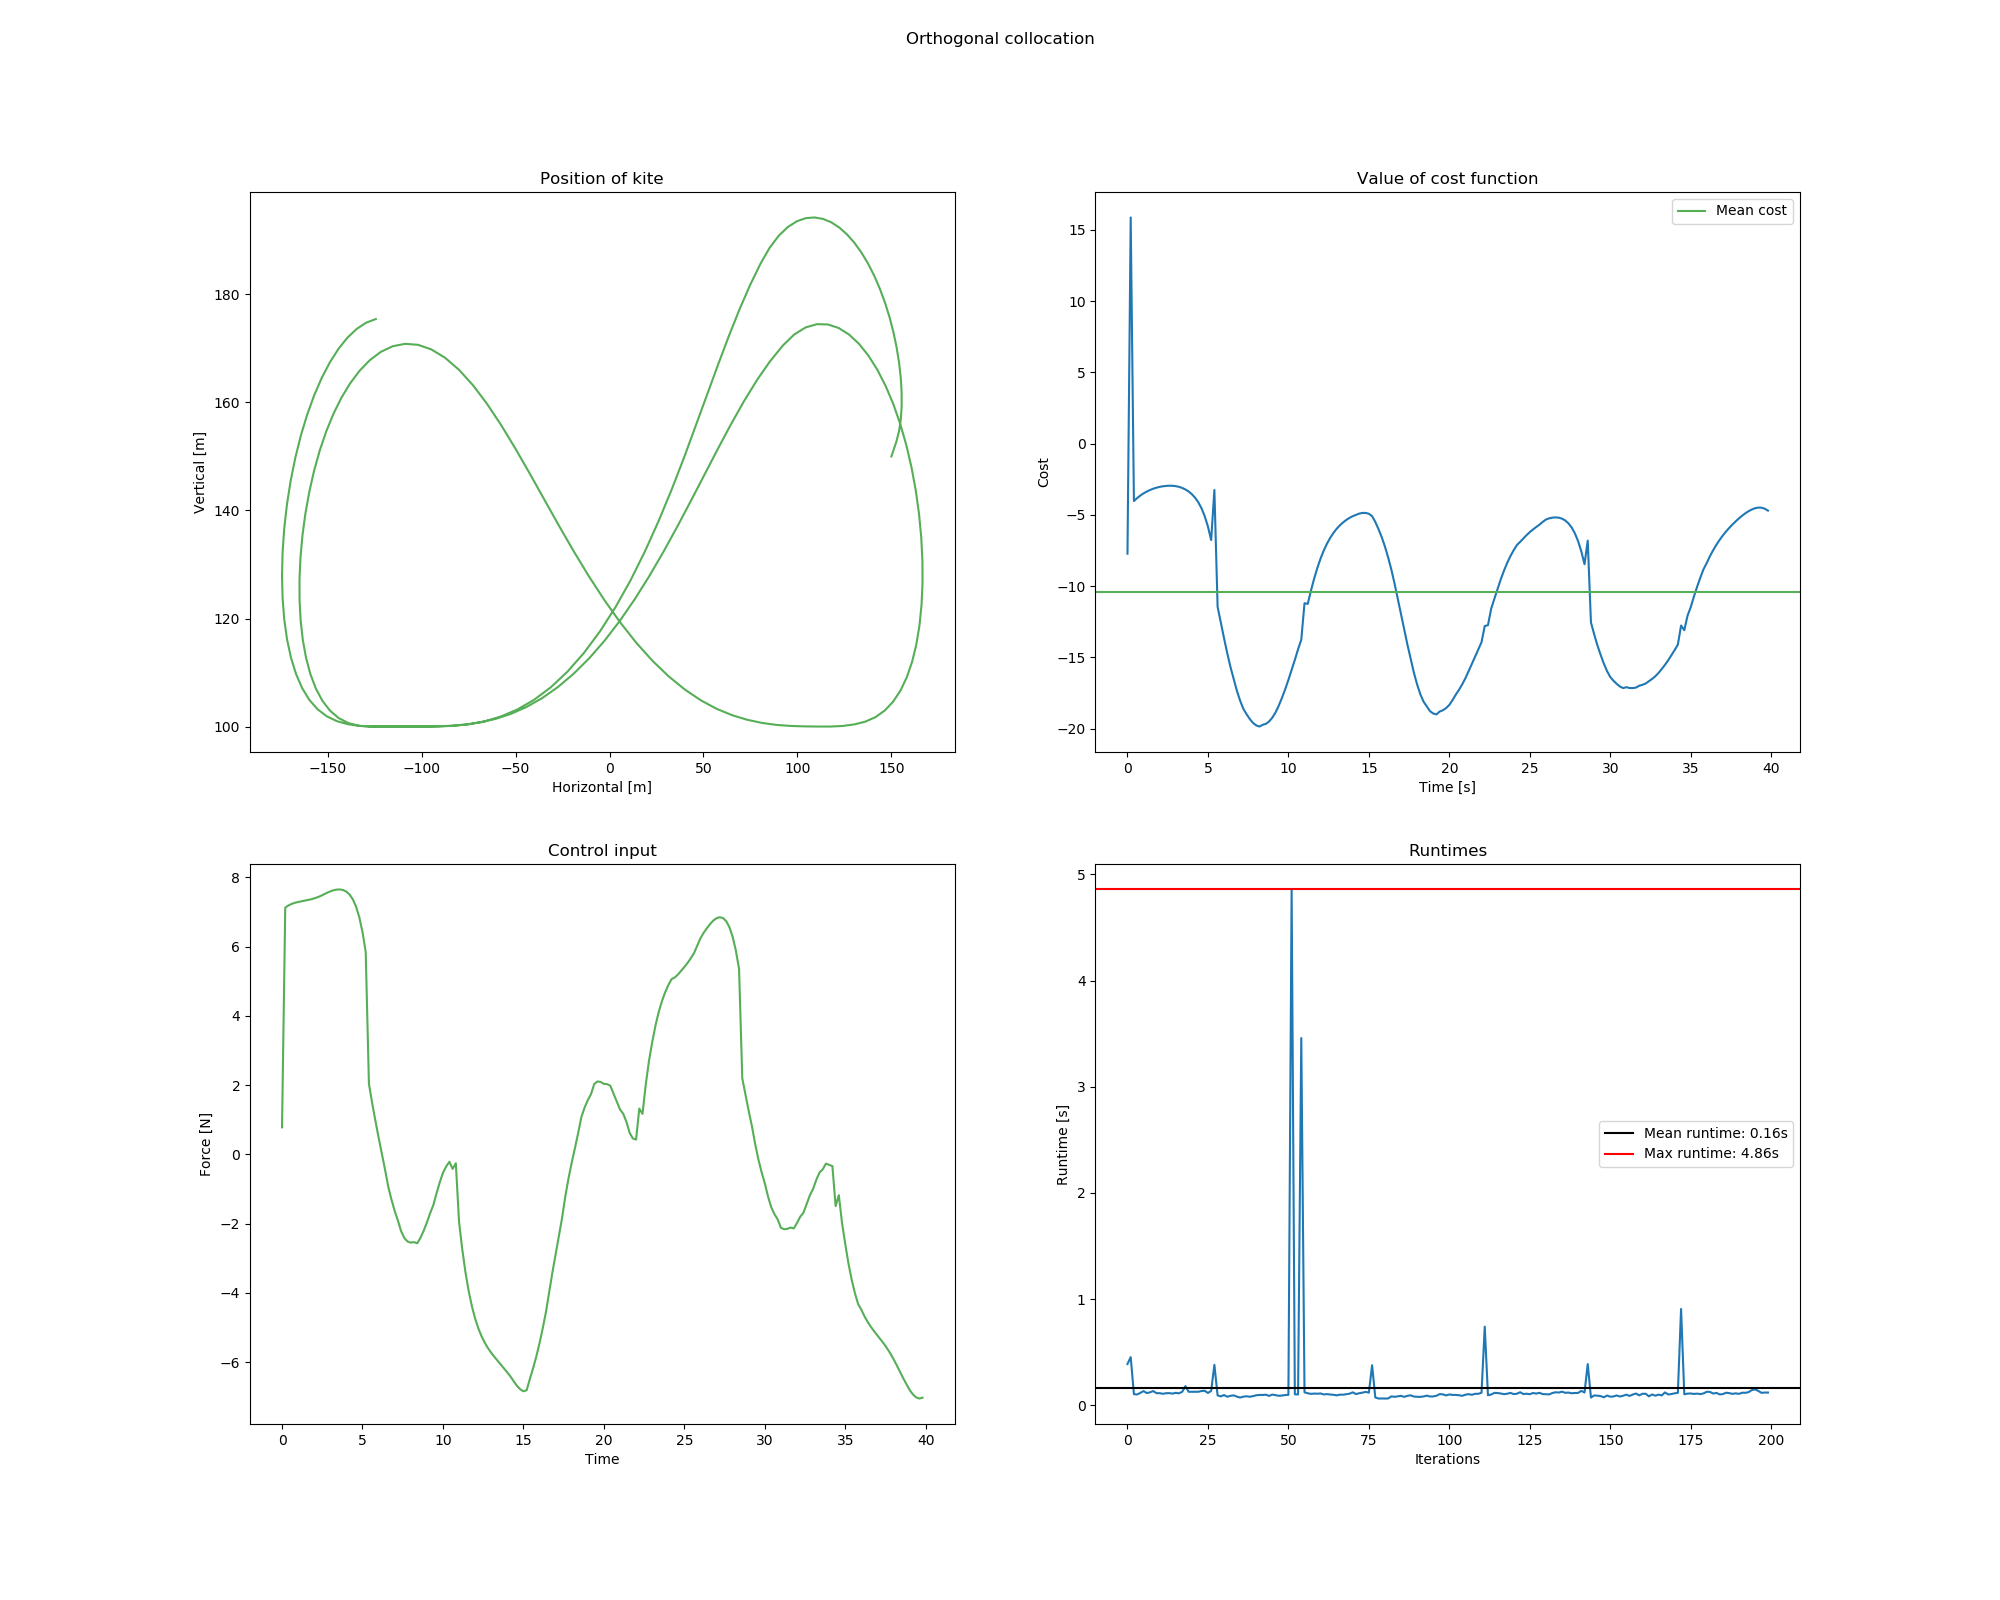 Orthogonal collocation
Position of kite
Vertical [m]
180
160
140
120
100
−150 −100 −50 0 50 100 150
Horizontal [m]
Value of cost function
Mean cost
Cost
15
10
5
0
−5
−10
−15
−20
0 5 10 15 20 25 30 35 40
Time [s]
Control input
Force [N]
8
6
4
2
0
−2
−4
−6
0 5 10 15 20 25 30 35 40
Time
Runtimes
Runtime [s]
5
4
3
2
1
0
Mean runtime: 0.16s
Max runtime: 4.86s
0 25 50 75 100 125 150 175 200
Iterations